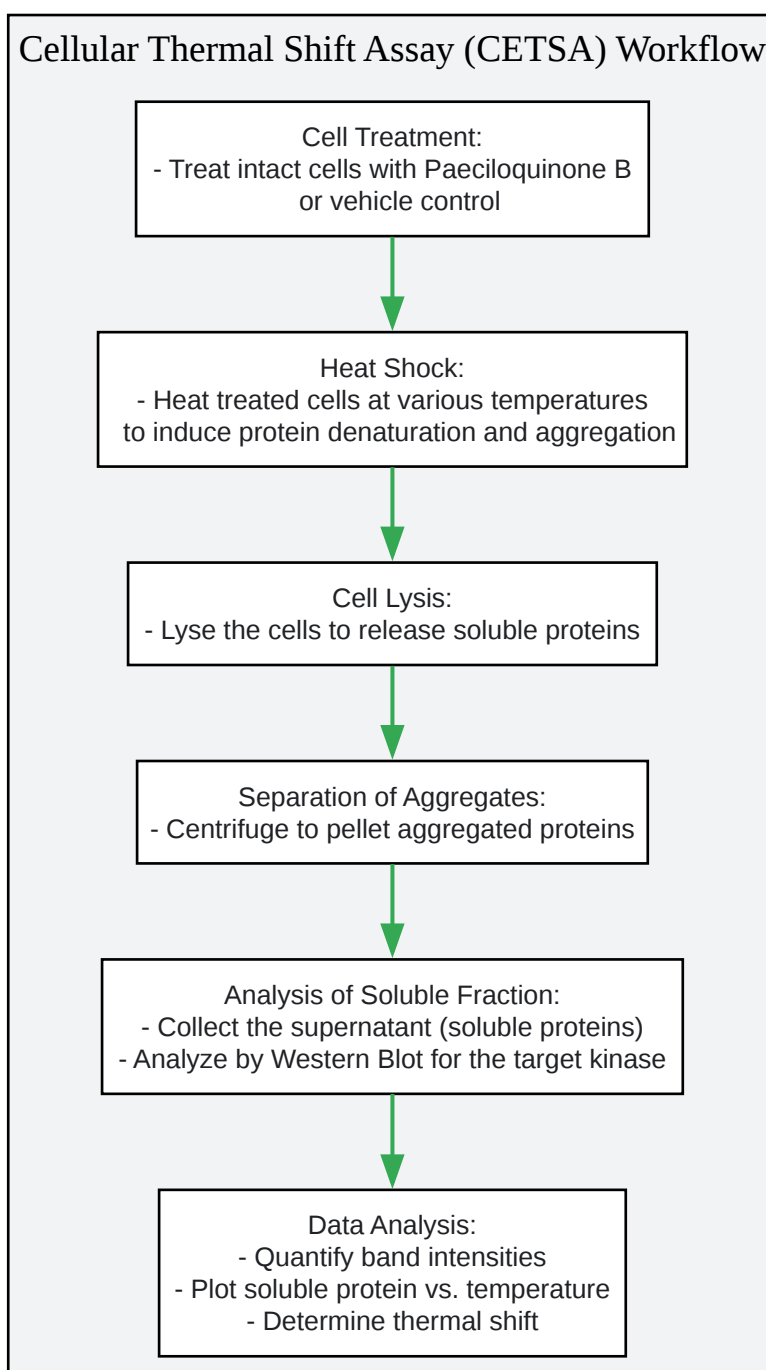 Cellular Thermal Shift Assay (CETSA) Workflow
Cell Treatment:
- Treat intact cells with Paeciloquinone B
or vehicle control
Heat Shock:
- Heat treated cells at various temperatures
to induce protein denaturation and aggregation
Cell Lysis:
- Lyse the cells to release soluble proteins
Separation of Aggregates:
- Centrifuge to pellet aggregated proteins
Analysis of Soluble Fraction:
- Collect the supernatant (soluble proteins)
- Analyze by Western Blot for the target kinase
Data Analysis:
- Quantify band intensities
- Plot soluble protein vs. temperature
- Determine thermal shift